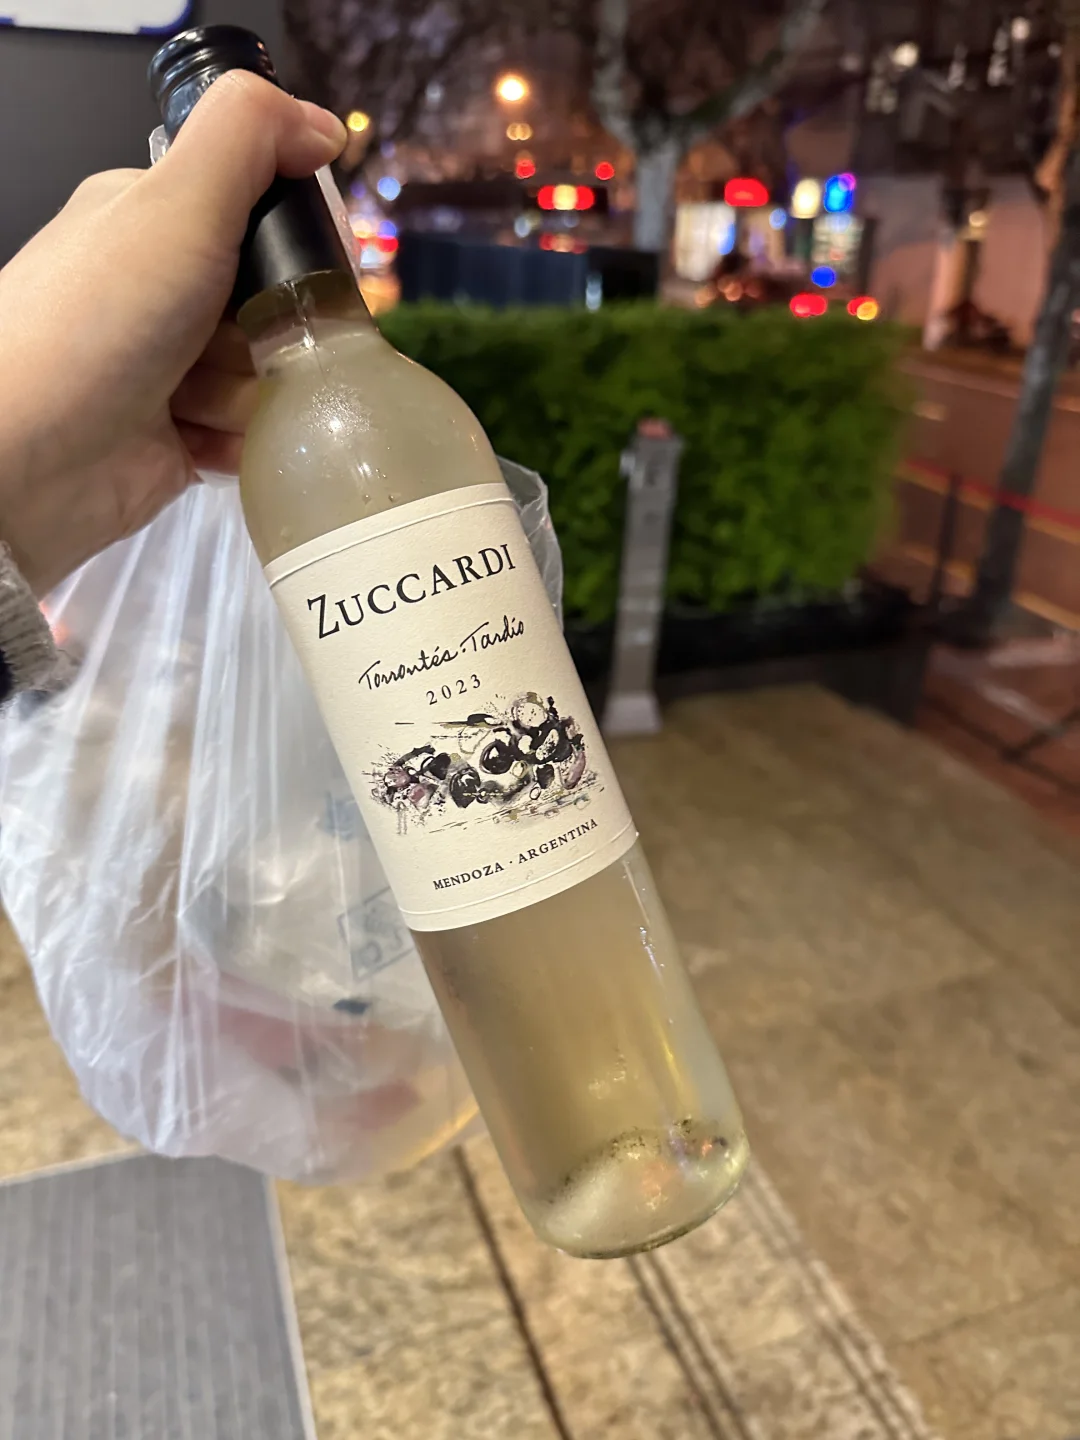 ZUCCARDI
Torrontés·Tardío
2023
MENDOZA · ARGENTINA